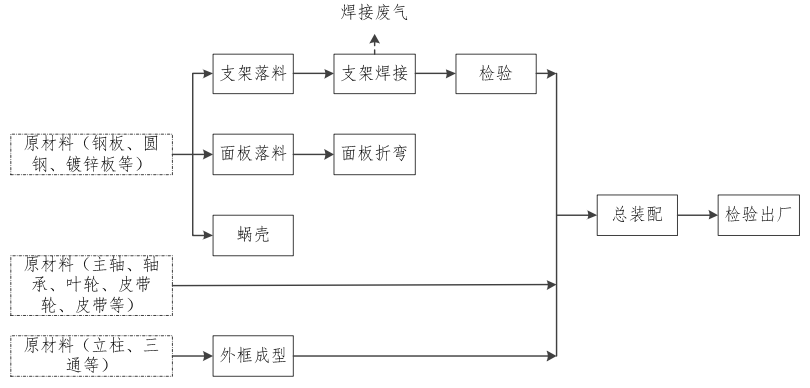 焊接废气
支架落料
支架焊接
检验
原材料（钢板、圆
钢、镀锌板等）
面板落料
面板折弯
总装配
检验出厂
蜗壳
原材料（主轴、轴
承、叶轮、皮带
轮、皮带等）
原材料（立柱、三
通等）
外框成型